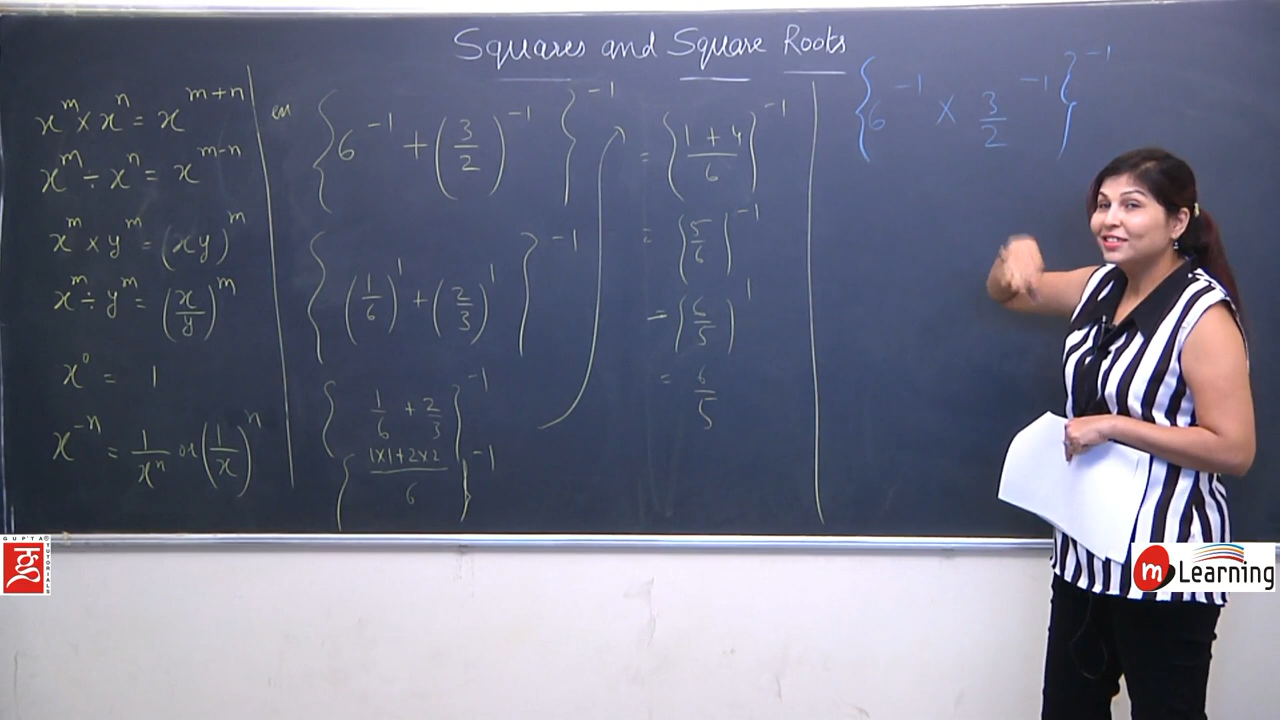 Squares and Square Roots
x^m × x^n = x^{m+n}
x^m ÷ x^n = x^{m-n}
x^m × y^m = (xy)^m
x^m ÷ y^m = (x/y)^m
x^0 = 1
x^{-n} = 1/x^n or (1/x)^n
{6^{-1} + (3/2)^{-1}}^{-1}
{(1/6)^1 + (2/3)^1}^{-1}
{1/6 + 2/3}^{-1}
{(1×1+2×2)/6}^{-1}
= {(1+4)/6}^{-1}
= (5/6)^{-1}
= (6/5)^1
= 6/5
{6^{-1} × 3/2^{-1}}^{-1}
GUPTA
TUTORIALS
m Learning